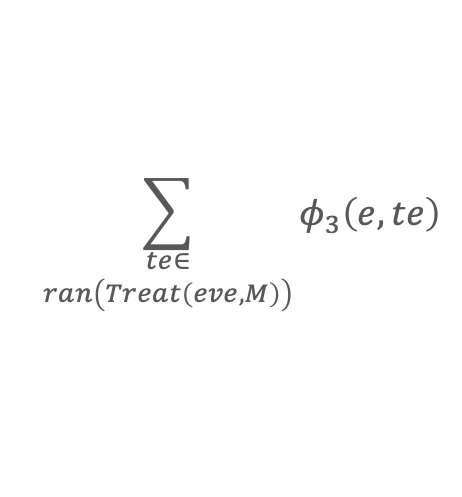 ∑ ϕ₃(e, te)
te∈
ran(Treat(eve,M))